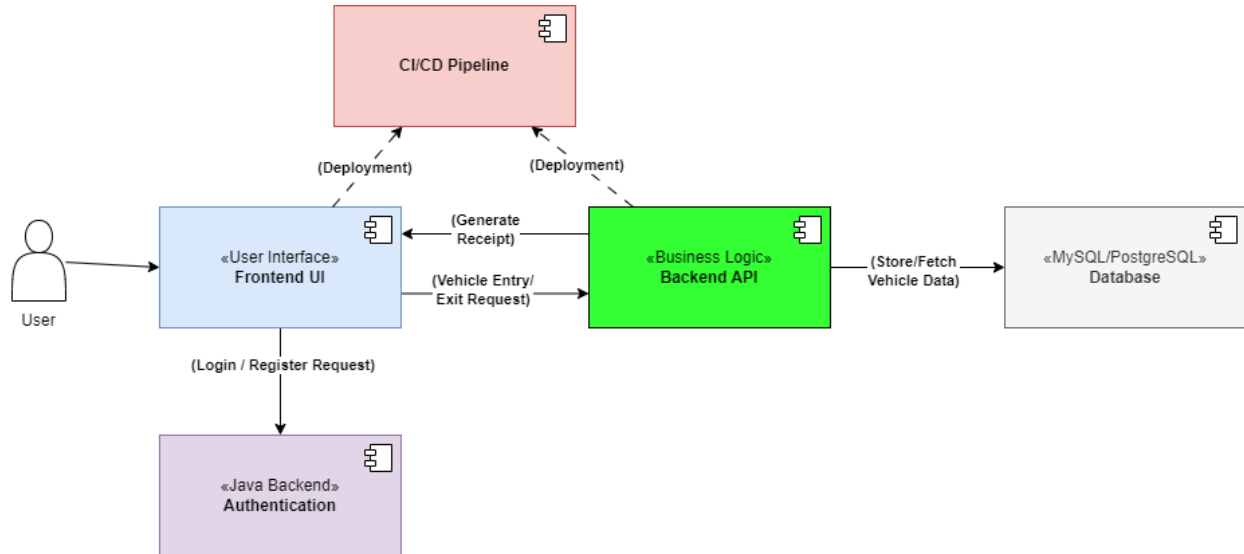 CI/CD Pipeline
(Deployment)
(Deployment)
«User Interface»
Frontend UI
(Generate
Receipt)
(Vehicle Entry/
Exit Request)
«Business Logic»
Backend API
(Store/Fetch
Vehicle Data)
«MySQL/PostgreSQL»
Database
User
(Login / Register Request)
«Java Backend»
Authentication